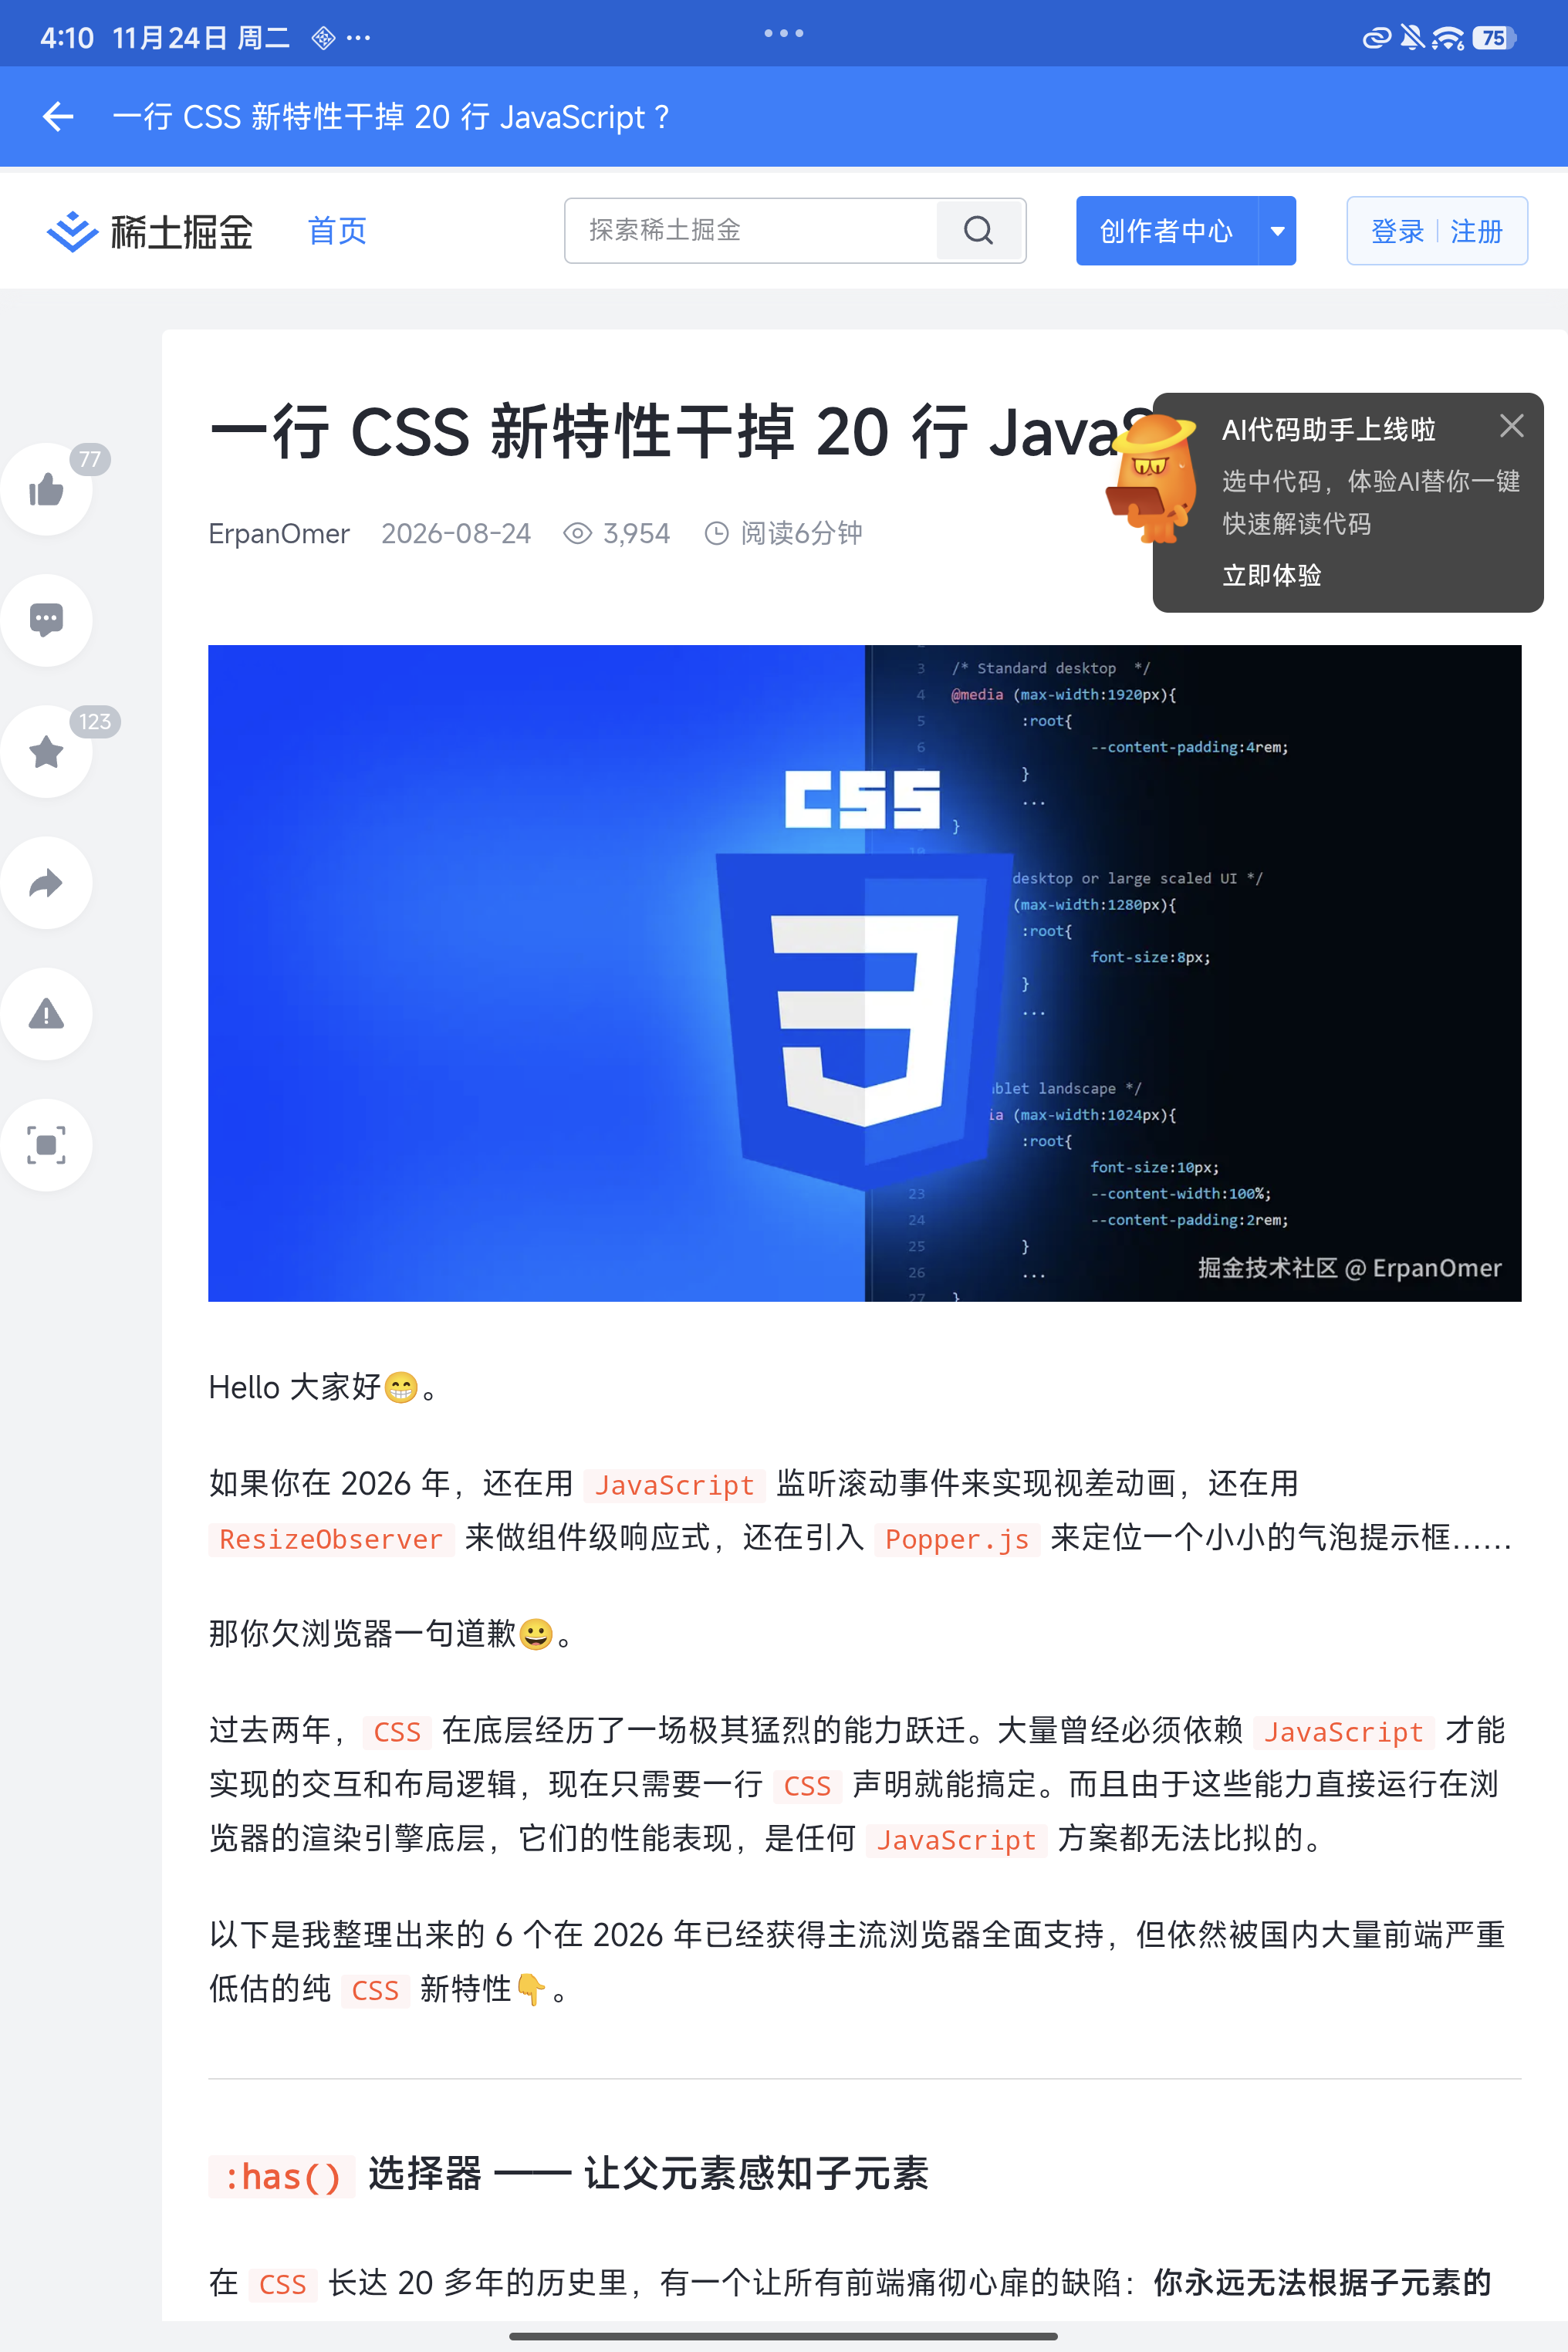 4:10 11月24日 周二
75
一行 CSS 新特性干掉 20 行 JavaScript ?
稀土掘金 首页 探索稀土掘金 创作者中心 登录 注册
一行 CSS 新特性干掉 20 行 JavaS
AI代码助手上线啦
选中代码，体验AI替你一键
快速解读代码
立即体验
77
123
ErpanOmer 2026-08-24 3,954 阅读6分钟
3 /* Standard desktop */
4 @media (max-width:1920px){
5 :root{
6 --content-padding:4rem;
}
...
}
desktop or large scaled UI */
(max-width:1280px){
:root{
font-size:8px;
}
...
blet landscape */
ia (max-width:1024px){
:root{
font-size:10px;
23 --content-width:100%;
24 --content-padding:2rem;
25 }
26 ...
27 }
CSS
掘金技术社区 @ ErpanOmer
Hello 大家好😁。
如果你在 2026 年，还在用 JavaScript 监听滚动事件来实现视差动画，还在用
ResizeObserver 来做组件级响应式，还在引入 Popper.js 来定位一个小小的气泡提示框……
那你欠浏览器一句道歉😀。
过去两年， CSS 在底层经历了一场极其猛烈的能力跃迁。大量曾经必须依赖 JavaScript 才能
实现的交互和布局逻辑，现在只需要一行 CSS 声明就能搞定。而且由于这些能力直接运行在浏
览器的渲染引擎底层，它们的性能表现，是任何 JavaScript 方案都无法比拟的。
以下是我整理出来的 6 个在 2026 年已经获得主流浏览器全面支持，但依然被国内大量前端严重
低估的纯 CSS 新特性👇。
:has() 选择器 —— 让父元素感知子元素
在 CSS 长达 20 多年的历史里，有一个让所有前端痛彻心扉的缺陷：你永远无法根据子元素的